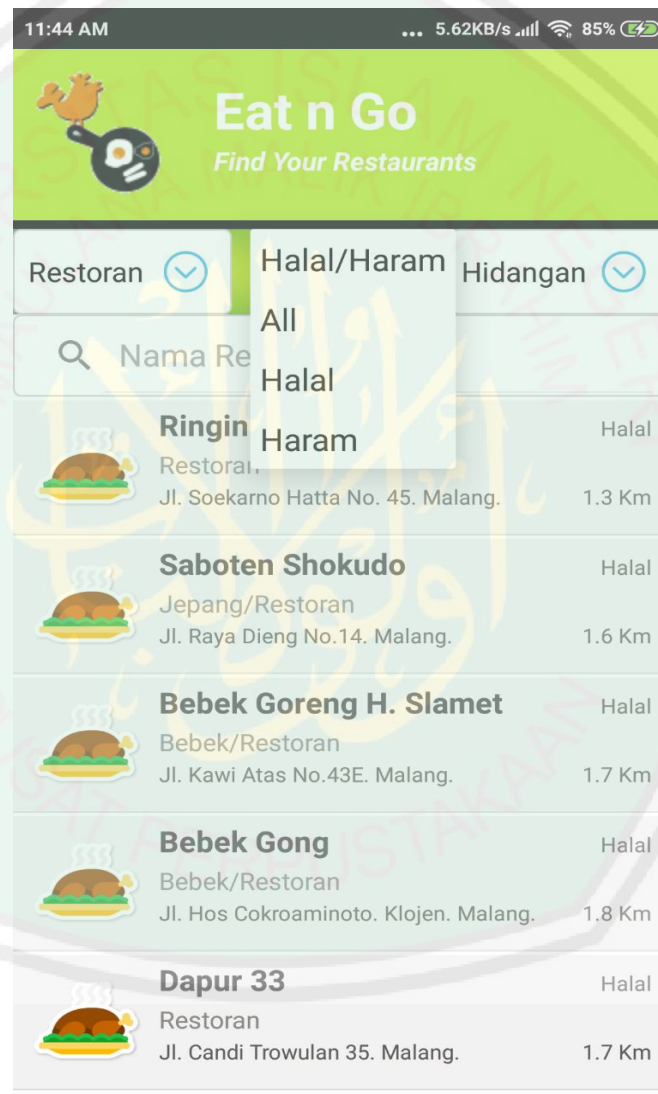 11:44 AM ... 5.62KB/s 85%
Eat n Go
Find Your Restaurants
Restoran
Halal/Haram
Hidangan
All
Halal
Haram
Nama Re
Ringin
Halal
Restoran
Jl. Soekarno Hatta No. 45. Malang.
1.3 Km
Saboten Shokudo
Halal
Jepang/Restoran
Jl. Raya Dieng No.14. Malang.
1.6 Km
Bebek Goreng H. Slamet
Halal
Bebek/Restoran
Jl. Kawi Atas No.43E. Malang.
1.7 Km
Bebek Gong
Halal
Bebek/Restoran
Jl. Hos Cokroaminoto. Klojen. Malang.
1.8 Km
Dapur 33
Halal
Restoran
Jl. Candi Trowulan 35. Malang.
1.7 Km